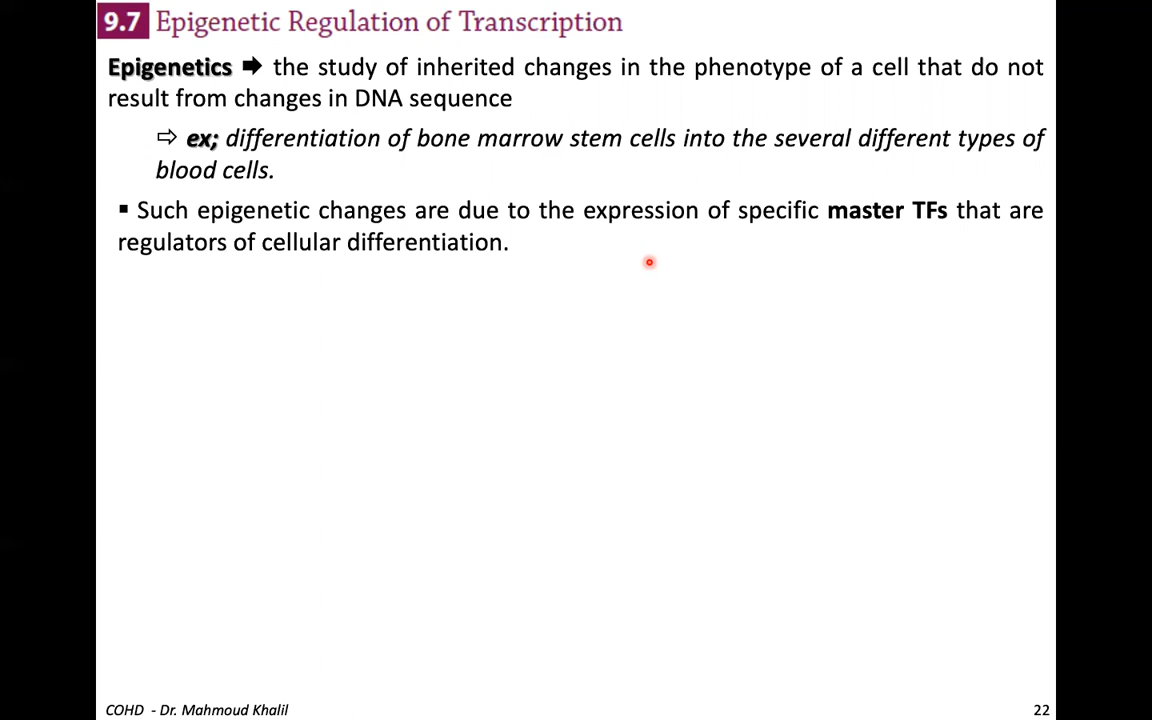 9.7 Epigenetic Regulation of Transcription
Epigenetics 🡆 the study of inherited changes in the phenotype of a cell that do not
result from changes in DNA sequence
⇨ ex; differentiation of bone marrow stem cells into the several different types of
blood cells.
▪ Such epigenetic changes are due to the expression of specific master TFs that are
regulators of cellular differentiation.
COHD - Dr. Mahmoud Khalil
22